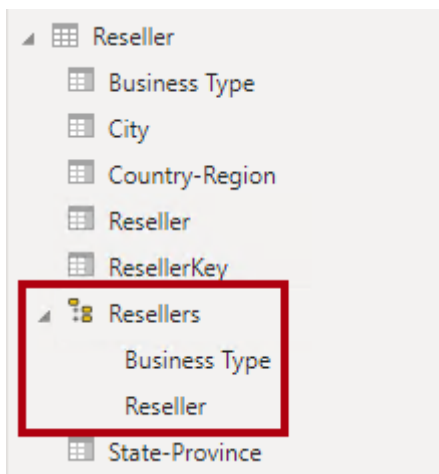 Reseller
Business Type
City
Country-Region
Reseller
ResellerKey
Resellers
Business Type
Reseller
State-Province